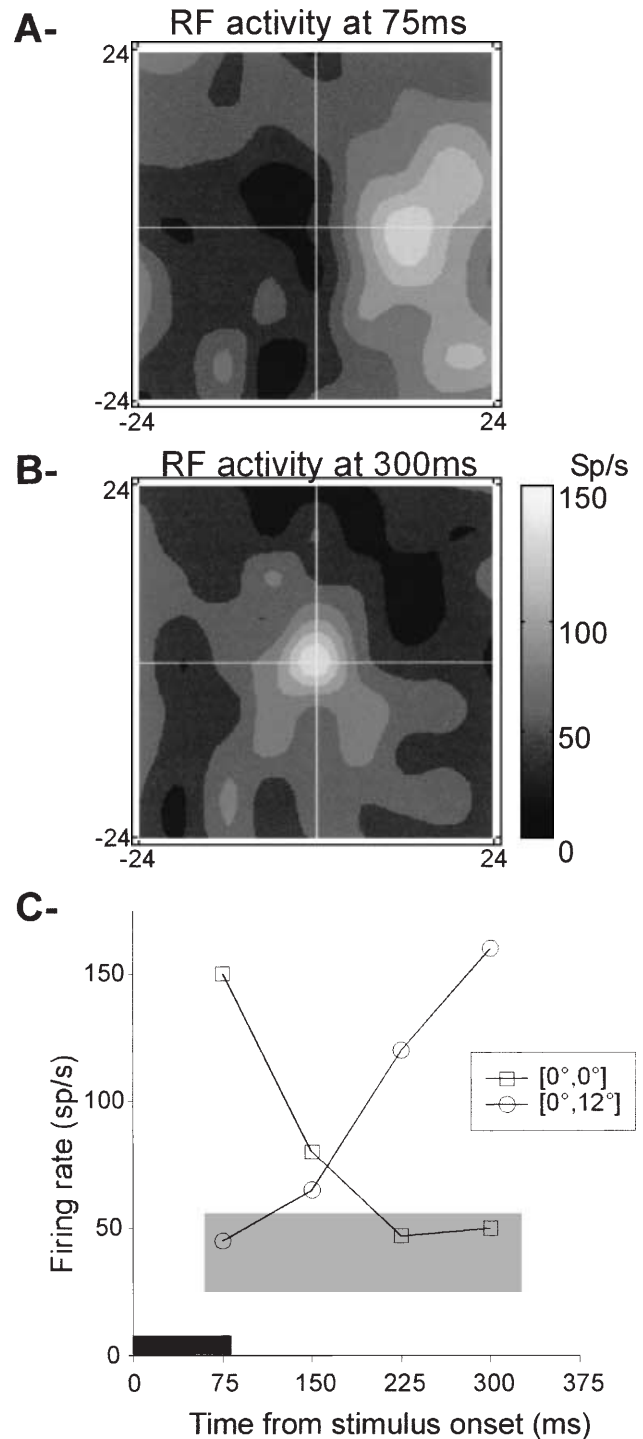 A-
RF activity at 75ms
24
-24
-24
24
B-
RF activity at 300ms
Sp/s
24
-24
-24
24
150
100
50
0
C-
Firing rate (sp/s)
150
100
50
0
[0°,0°]
[0°,12°]
0 75 150 225 300 375
Time from stimulus onset (ms)